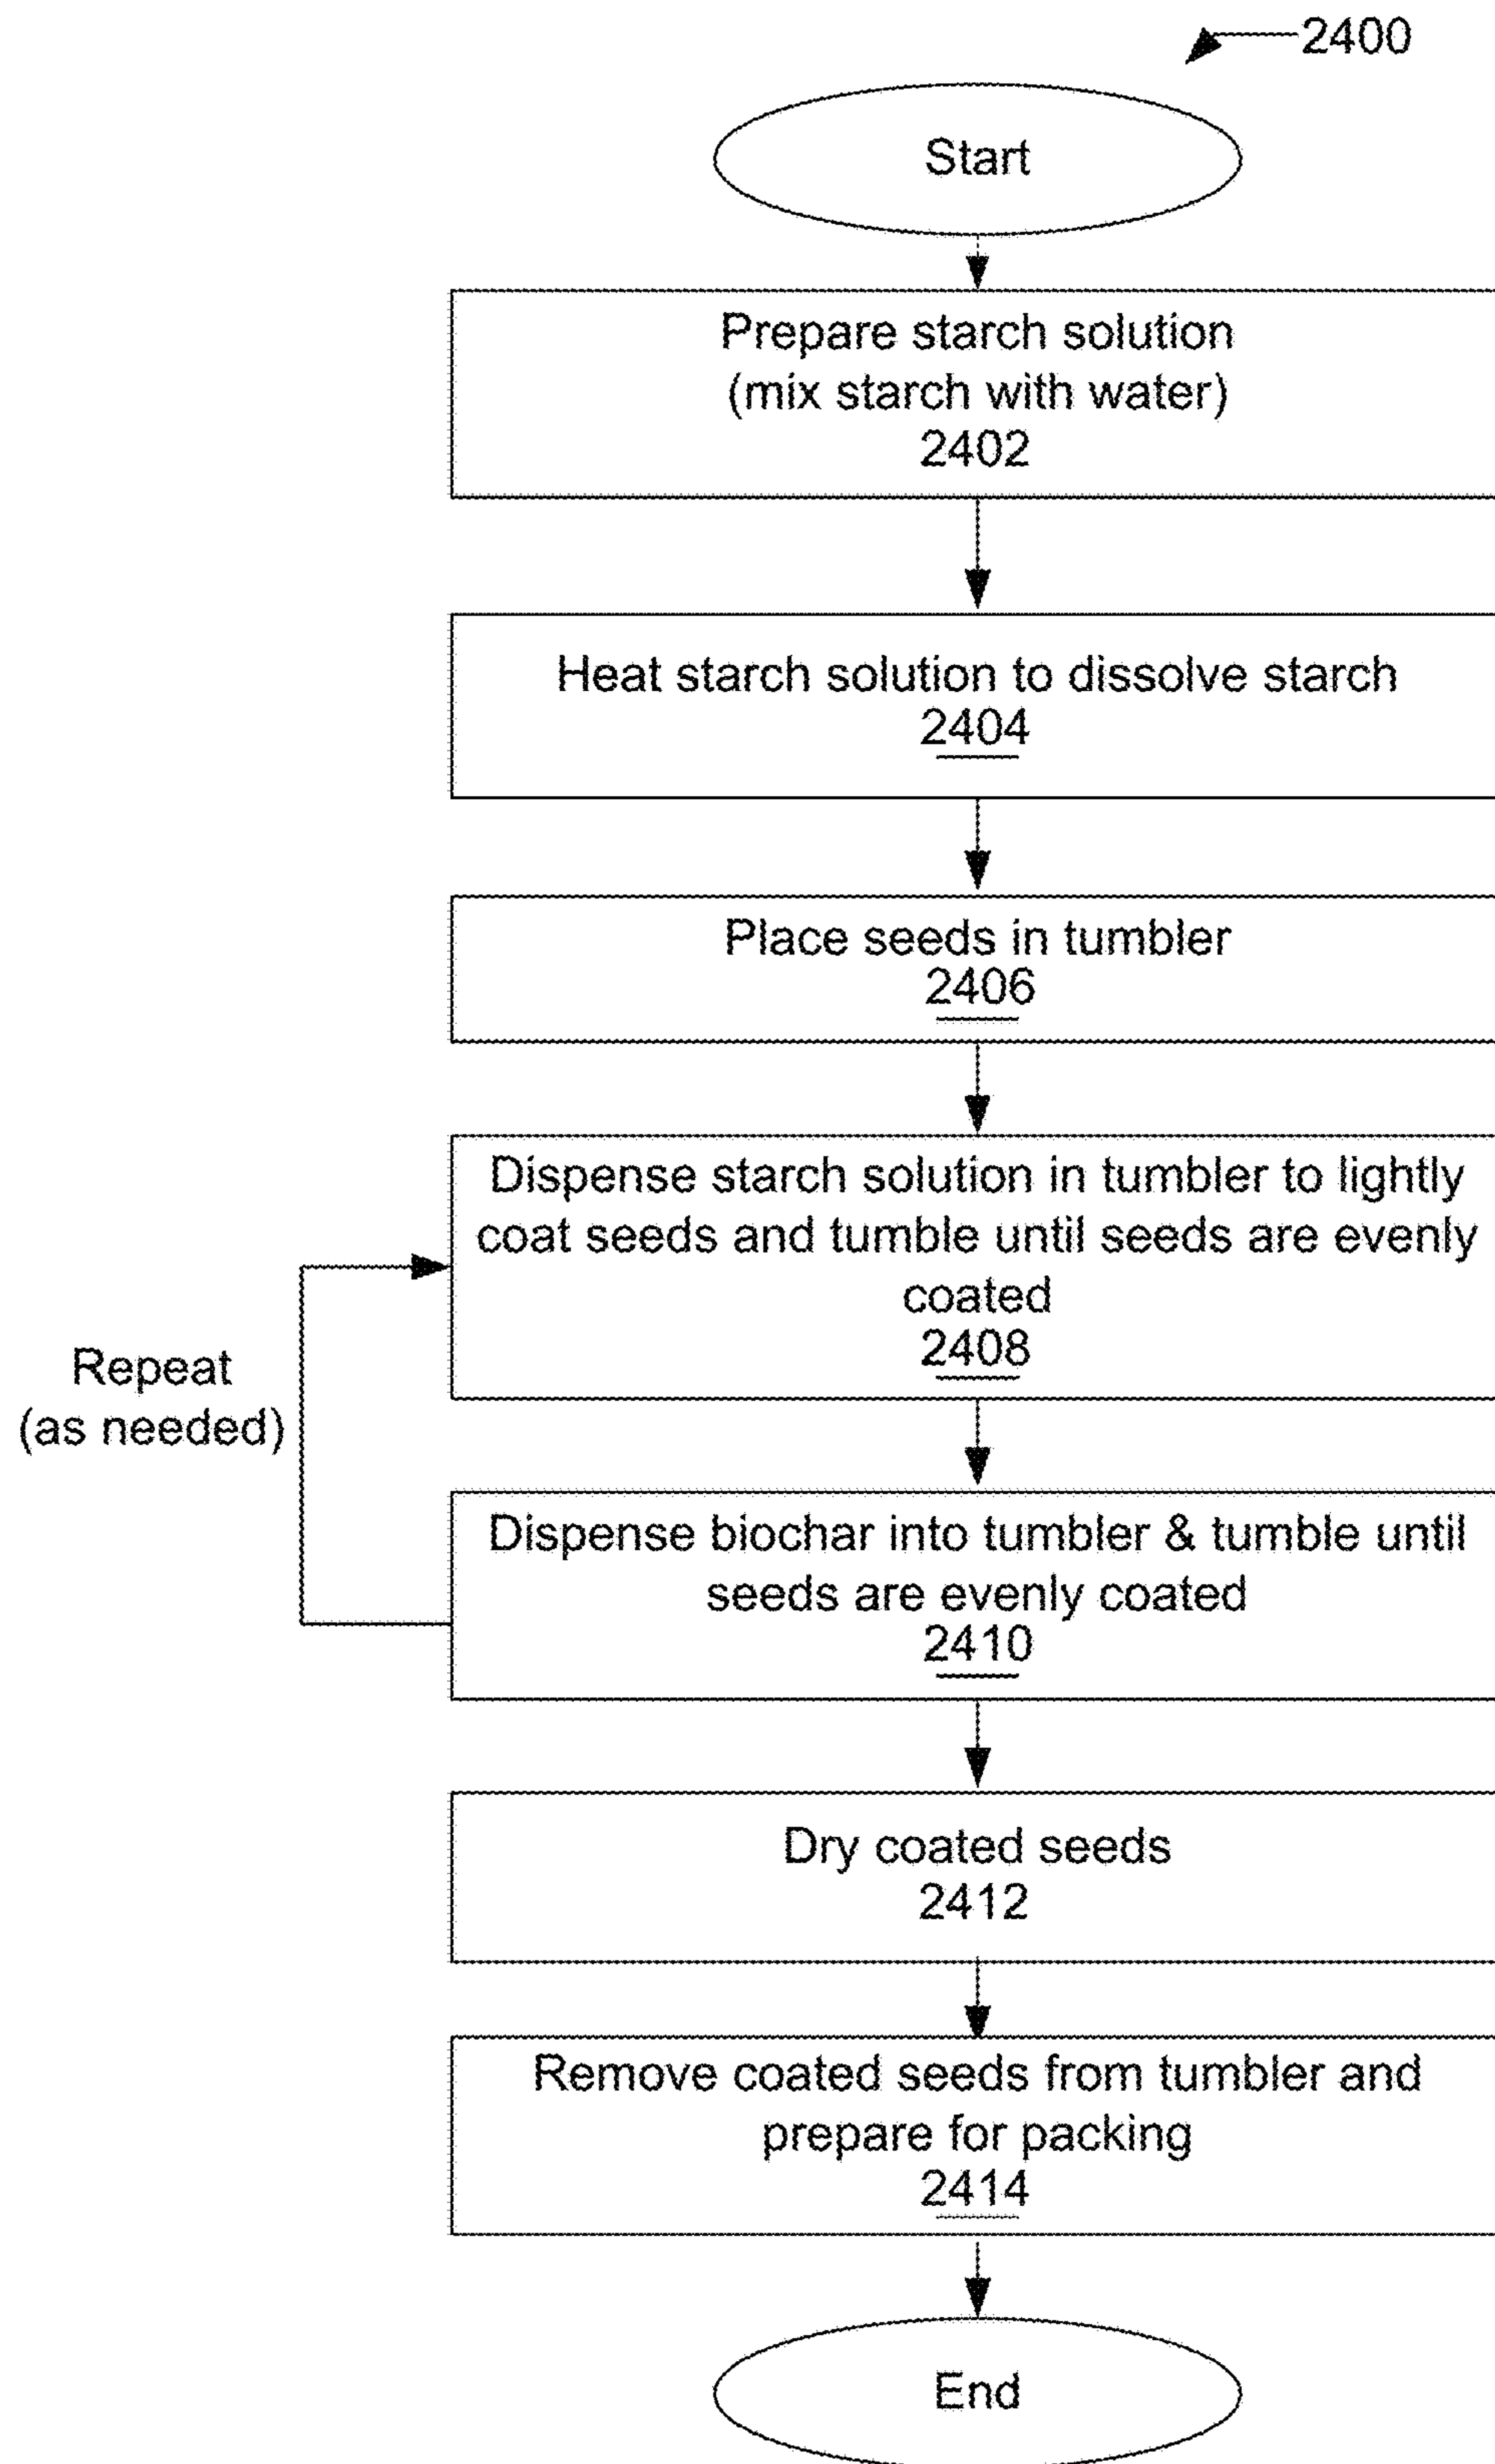 2400
Start
Prepare starch solution
(mix starch with water)
2402
Heat starch solution to dissolve starch
2404
Place seeds in tumbler
2406
Dispense starch solution in tumbler to lightly
coat seeds and tumble until seeds are evenly
coated
2408
Repeat
(as needed)
Dispense biochar into tumbler & tumble until
seeds are evenly coated
2410
Dry coated seeds
2412
Remove coated seeds from tumbler and
prepare for packing
2414
End